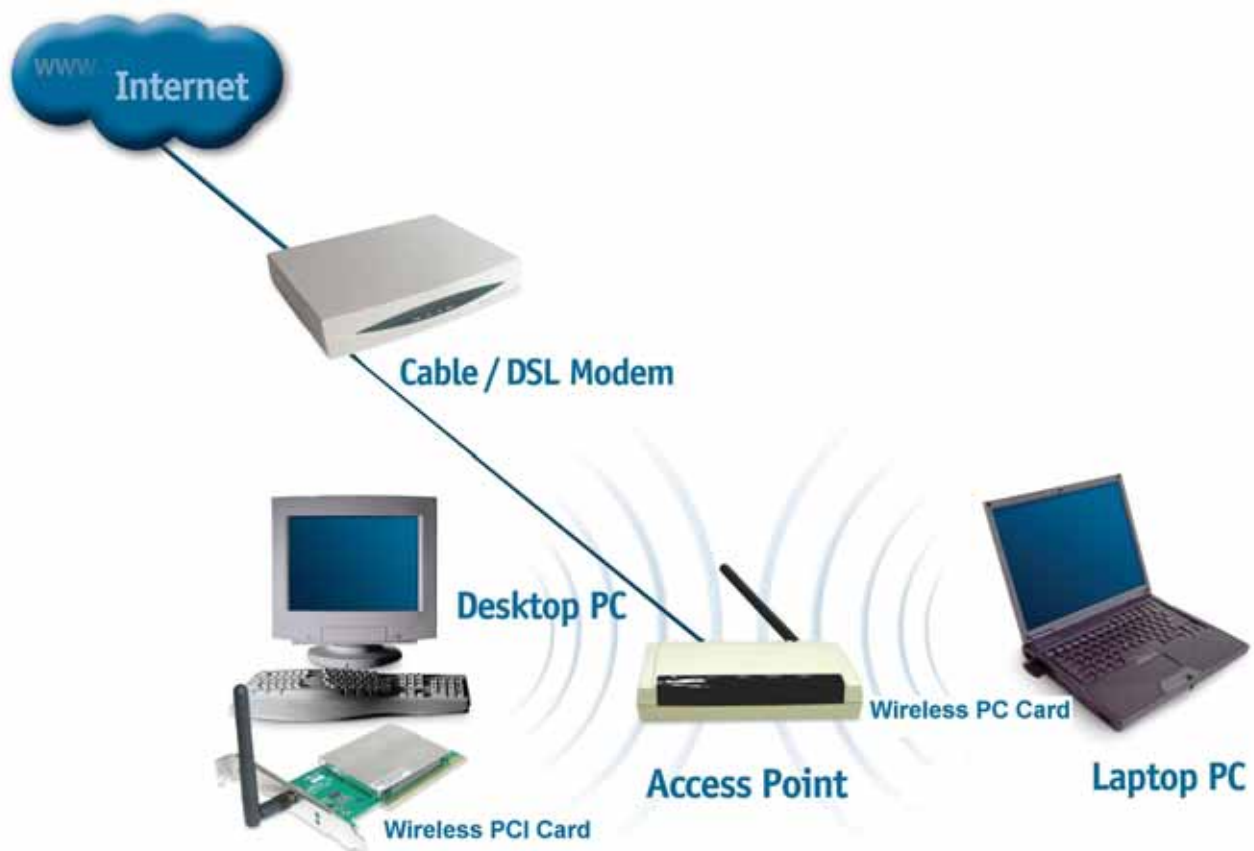 www. Internet
Cable / DSL Modem
Desktop PC
Wireless PC Card
Access Point
Laptop PC
Wireless PCI Card